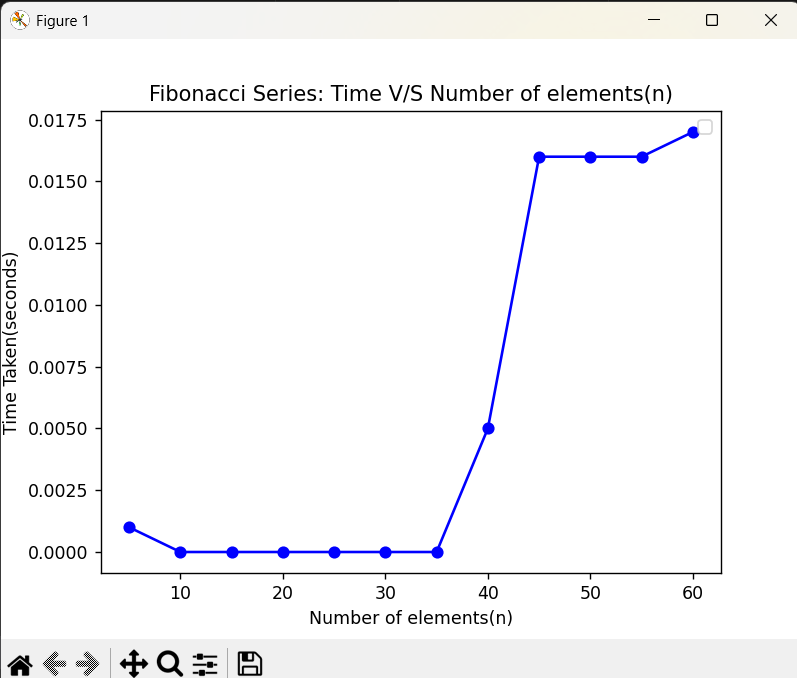 Figure 1
Fibonacci Series: Time V/S Number of elements(n)
0.0175
0.0150
0.0125
0.0100
0.0075
0.0050
0.0025
0.0000
Time Taken(seconds)
10 20 30 40 50 60
Number of elements(n)